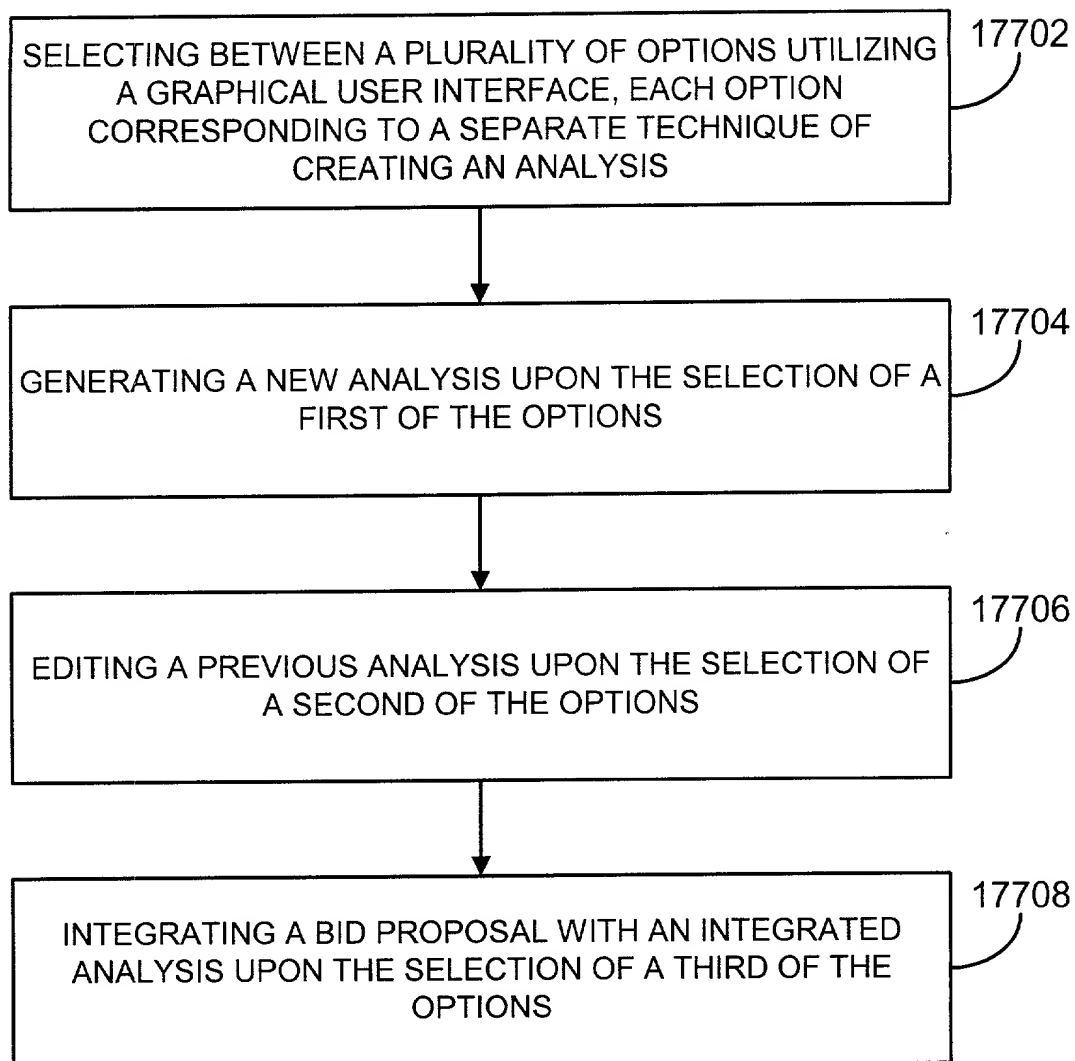 SELECTING BETWEEN A PLURALITY OF OPTIONS UTILIZING
A GRAPHICAL USER INTERFACE, EACH OPTION
CORRESPONDING TO A SEPARATE TECHNIQUE OF
CREATING AN ANALYSIS
17702
GENERATING A NEW ANALYSIS UPON THE SELECTION OF A
FIRST OF THE OPTIONS
17704
EDITING A PREVIOUS ANALYSIS UPON THE SELECTION OF
A SECOND OF THE OPTIONS
17706
INTEGRATING A BID PROPOSAL WITH AN INTEGRATED
ANALYSIS UPON THE SELECTION OF A THIRD OF THE
OPTIONS
17708